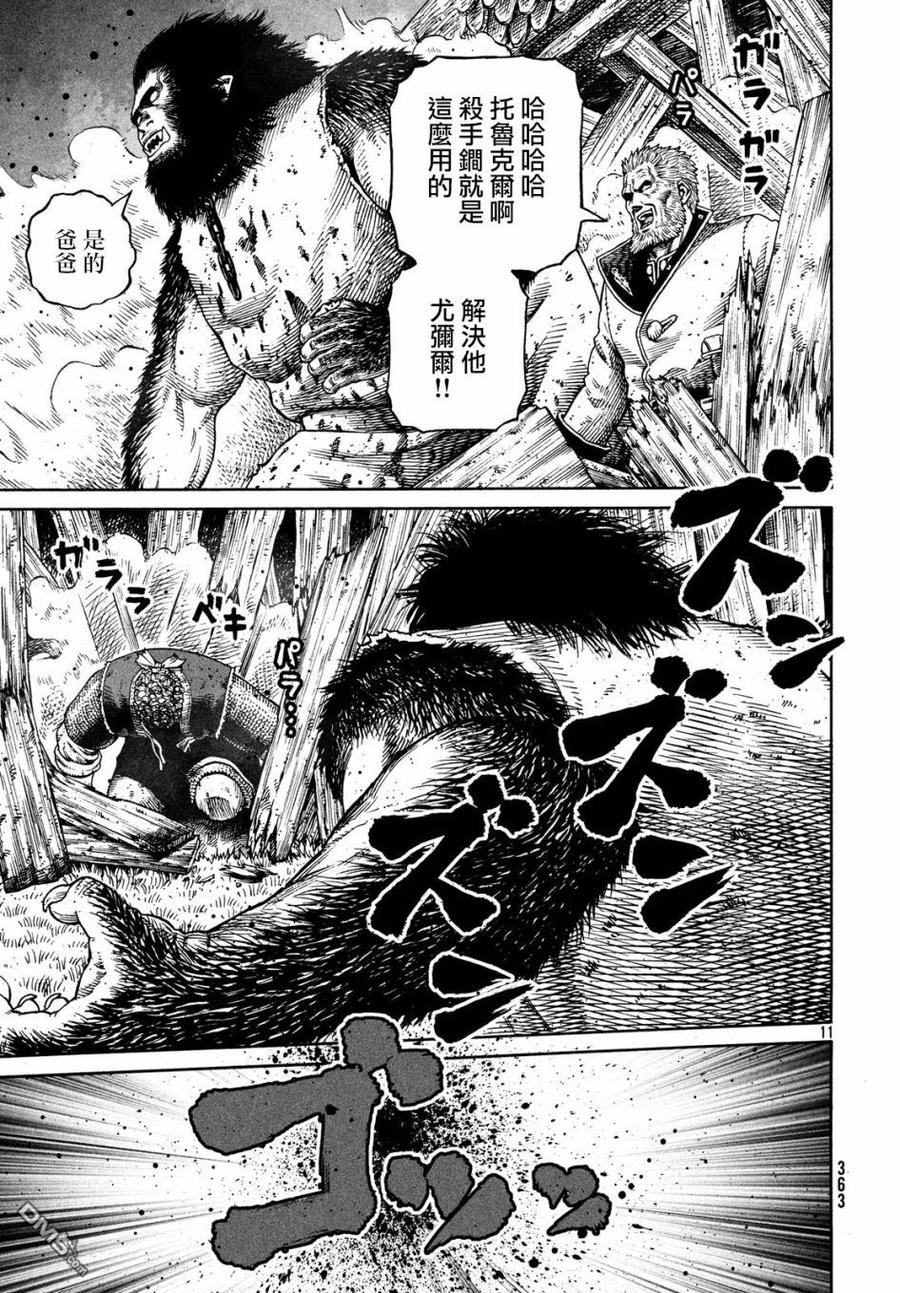 ガラ
ガラ
パラ
哈哈哈哈
托魯克爾啊
殺手鐧就是
這麼用的
解決他
尤彌爾!!
是的
爸爸
ズン
ズン
ズン
ガララ
ベキ
パラ…
11
ゴッッ
363